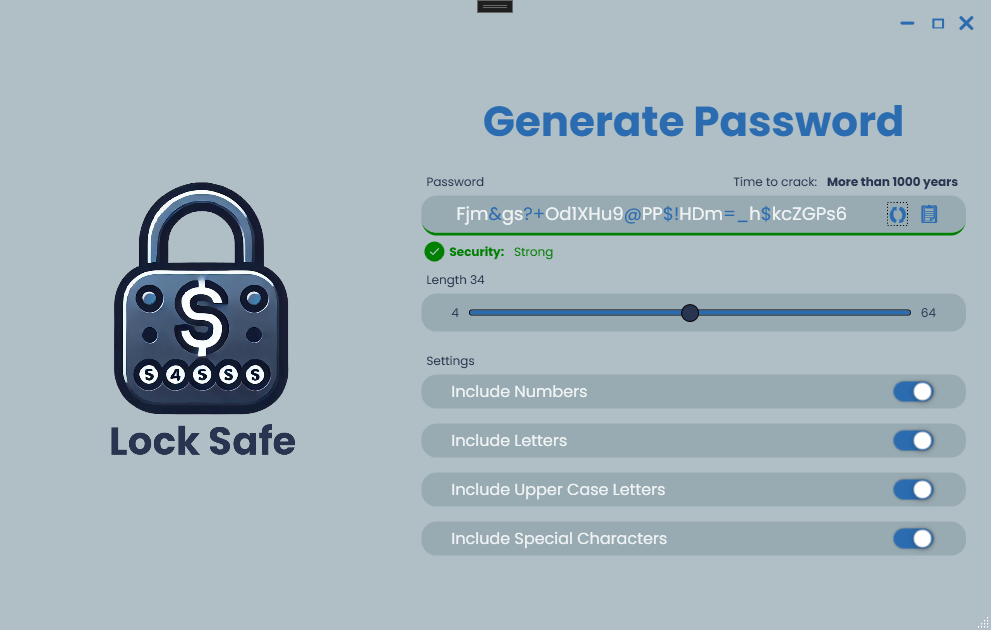 Generate Password
Password
Time to crack: More than 1000 years
Fjm&gs?+Od1XHu9@PP$!HDm=_h$kcZGPs6
Security: Strong
Length 34
4
64
Settings
Include Numbers
Include Letters
Include Upper Case Letters
Include Special Characters
$
S 4 S S S
Lock Safe